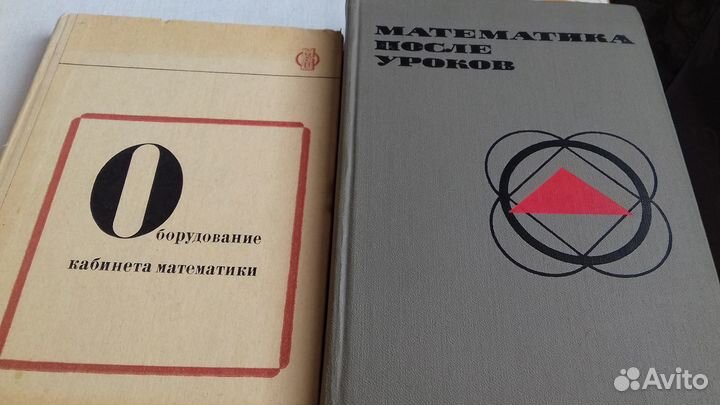 Оборудование
кабинета математики
МАТЕМАТИКА
ПОСЛЕ
УРОКОВ
Avito